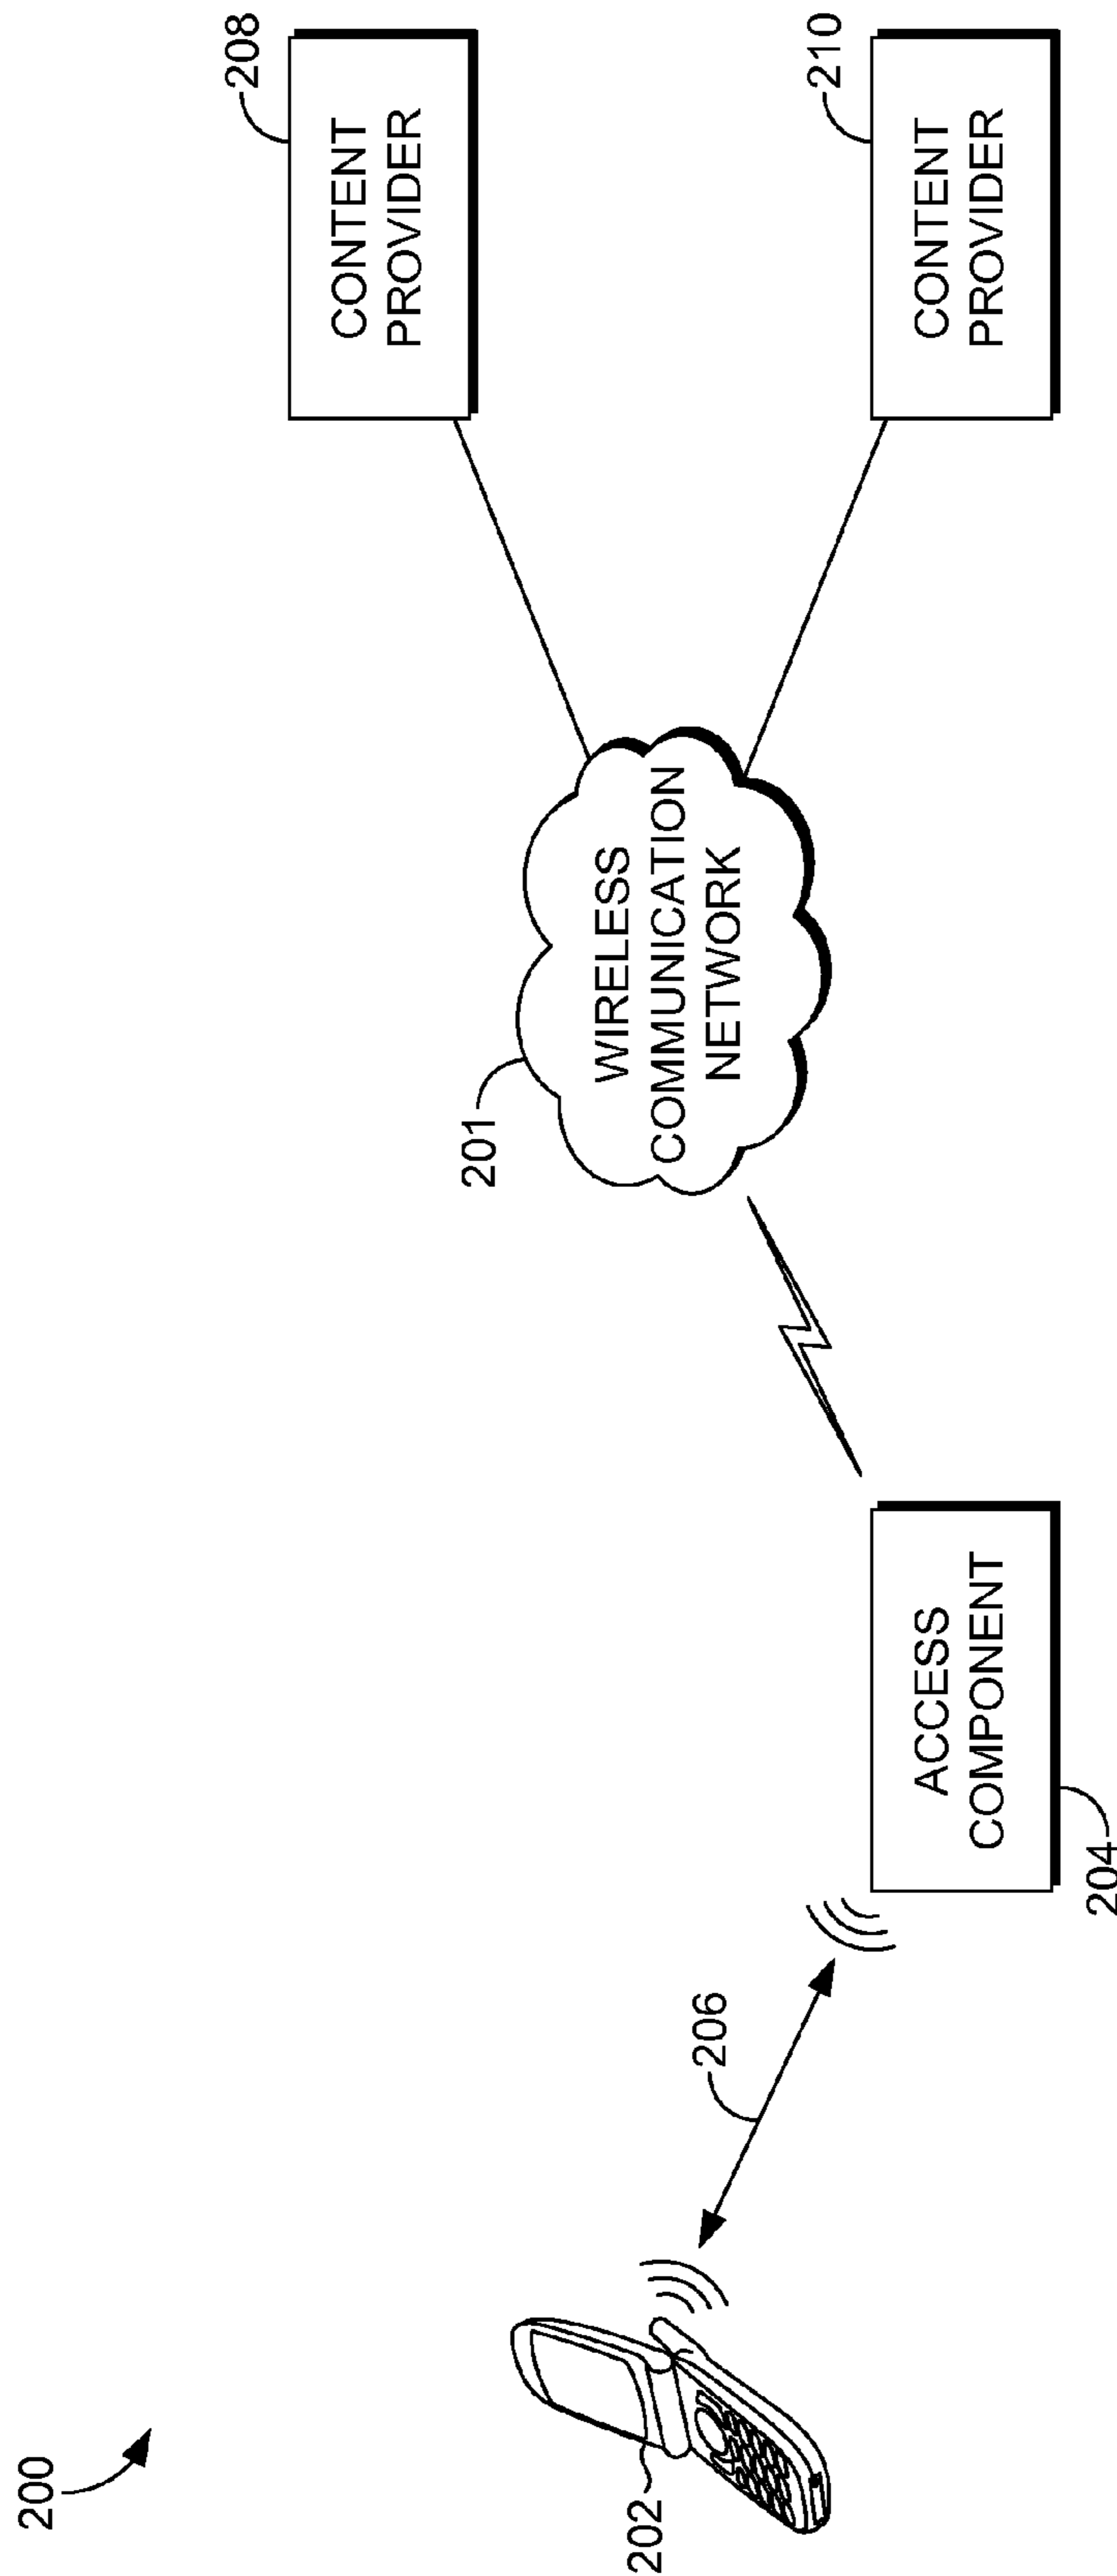 200
202
206
204
ACCESS
COMPONENT
201
WIRELESS
COMMUNICATION
NETWORK
208
CONTENT
PROVIDER
210
CONTENT
PROVIDER